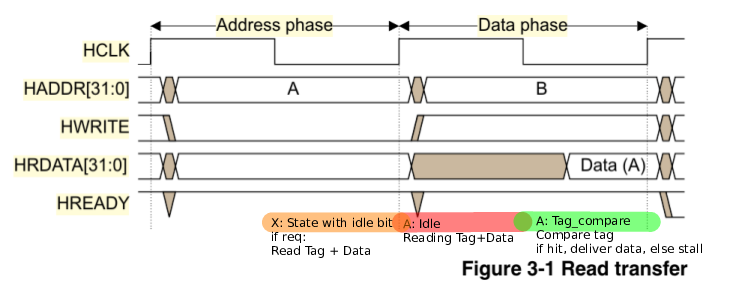 Address phase
Data phase
HCLK
HADDR[31:0]
A
B
HWRITE
HRDATA[31:0]
Data (A)
HREADY
X: State with idle bit
if req:
Read Tag + Data
A: Idle
Reading Tag+Data
A: Tag_compare
Compare tag
if hit, deliver data, else stall
Figure 3-1 Read transfer